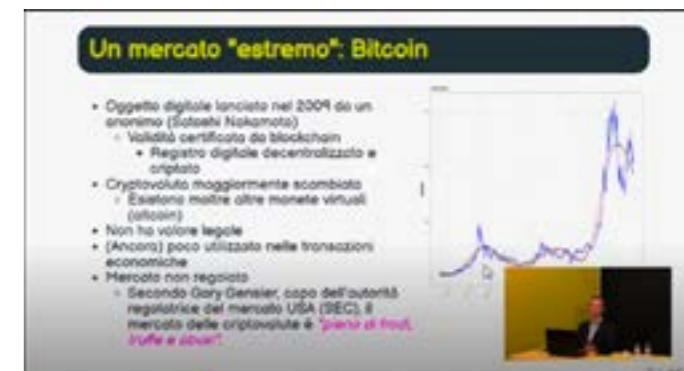 Un mercato "estremo": Bitcoin
• Oggetto digitale lanciato nel 2009 da un
anonimo (Satoshi Nakamoto)
◦ Validità certificata da blockchain
• Registro digitale decentralizzato e
criptato
• Cryptovaluta maggiormente scambiata
◦ Esistono moltre altre monete virtuali
(altcoin)
• Non ha valore legale
• (Ancora) poco utilizzato nelle transazioni
economiche
• Mercato non regolato
◦ Secondo Gary Gensler, capo dell'autorità
regolatrice del mercato USA (SEC), il
mercato delle criptovalute è "pieno di frodi,
truffe e abusi".